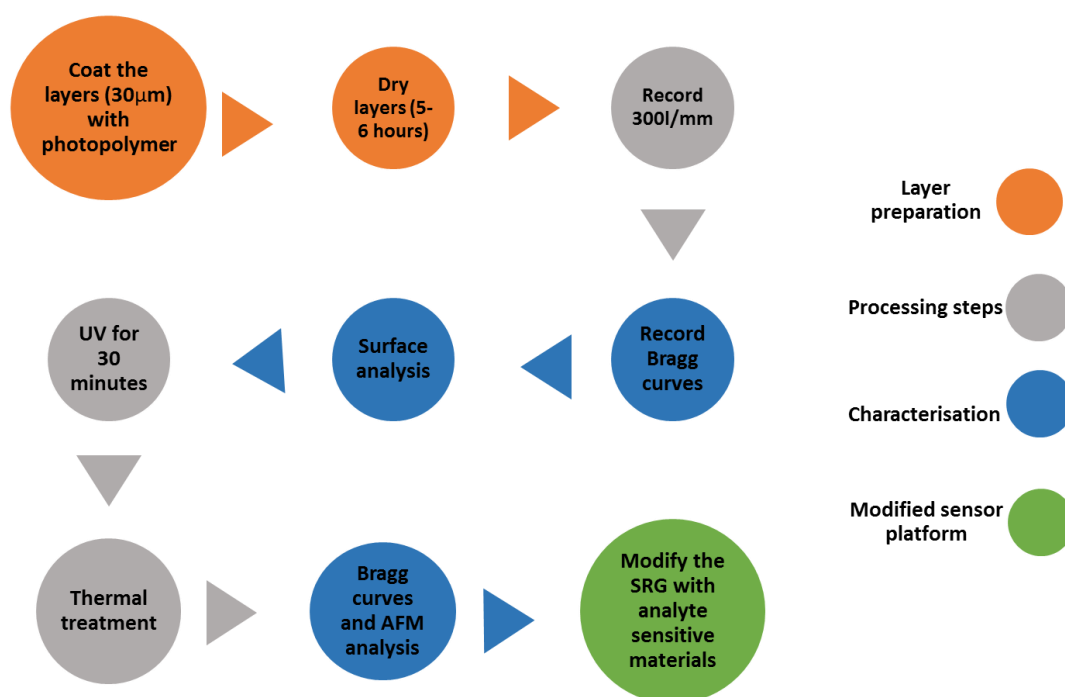 Coat the
layers (30μm)
with
photopolymer
Dry
layers (5-
6 hours)
Record
300l/mm
Layer
preparation
Processing steps
UV for
30
minutes
Surface
analysis
Record
Bragg
curves
Characterisation
Modified sensor
platform
Thermal
treatment
Bragg
curves
and AFM
analysis
Modify the
SRG with
analyte
sensitive
materials